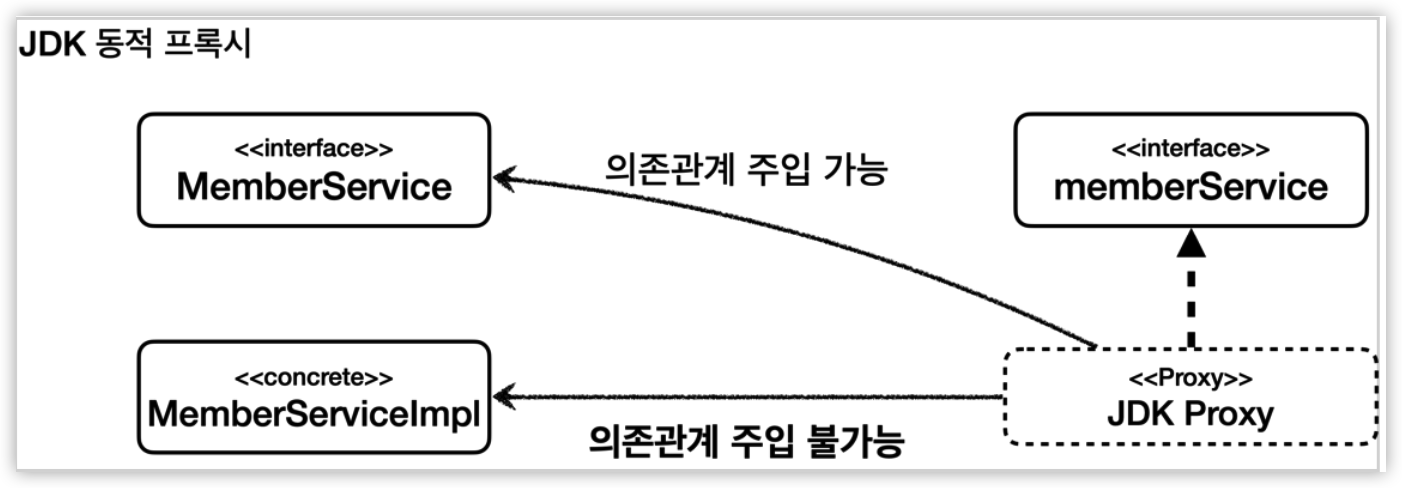 JDK 동적 프록시
<<interface>>
MemberService
의존관계 주입 가능
<<interface>>
memberService
<<concrete>>
MemberServiceImpl
의존관계 주입 불가능
<<Proxy>>
JDK Proxy